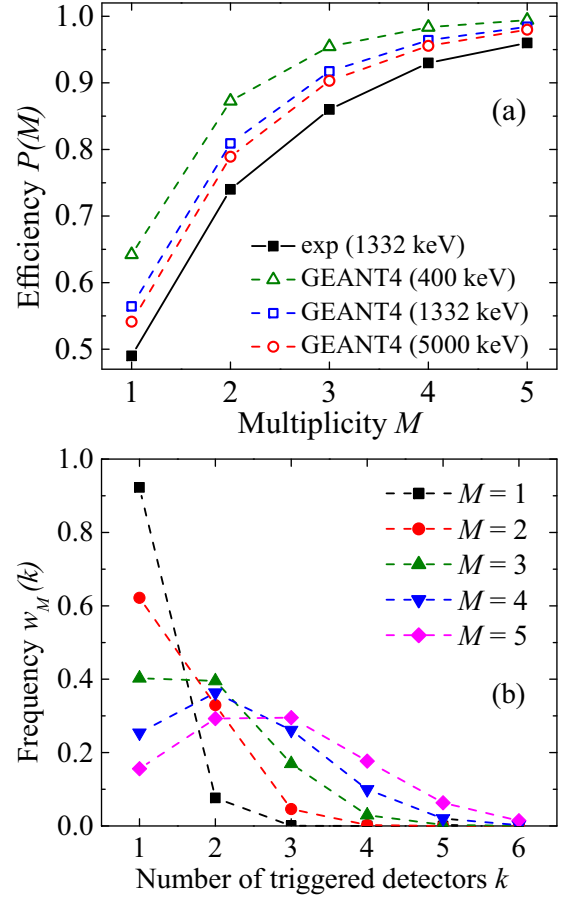 1.0
0.9
0.8
0.7
0.6
0.5
Efficiency P(M)
(a)
exp (1332 keV)
GEANT4 (400 keV)
GEANT4 (1332 keV)
GEANT4 (5000 keV)
1 2 3 4 5
Multiplicity M
1.0
0.8
0.6
0.4
0.2
0.0
Frequency w_M(k)
M = 1
M = 2
M = 3
M = 4
M = 5
(b)
1 2 3 4 5 6
Number of triggered detectors k